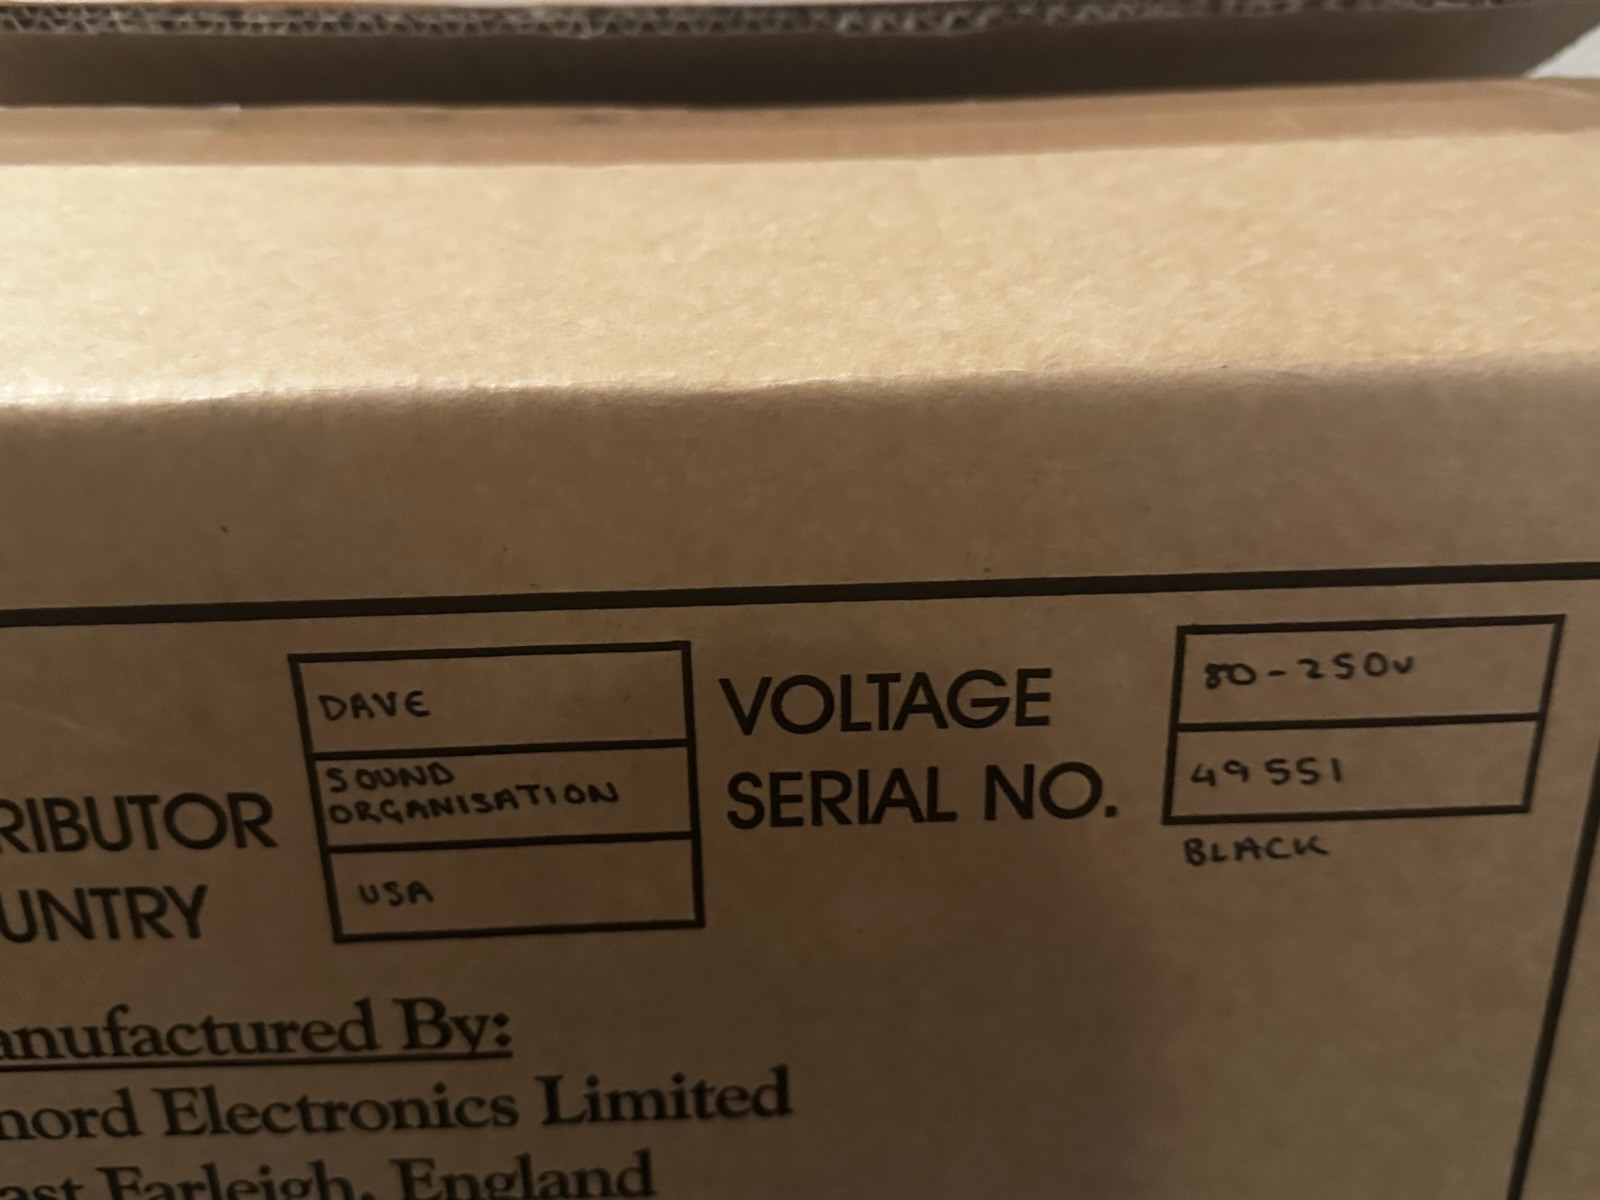 DAVE
VOLTAGE 80-250V
RIBUTOR SOUND ORGANISATION
SERIAL NO. 49551
UNTRY USA
BLACK
anufactured By:
hord Electronics Limited
ast Farleigh, England